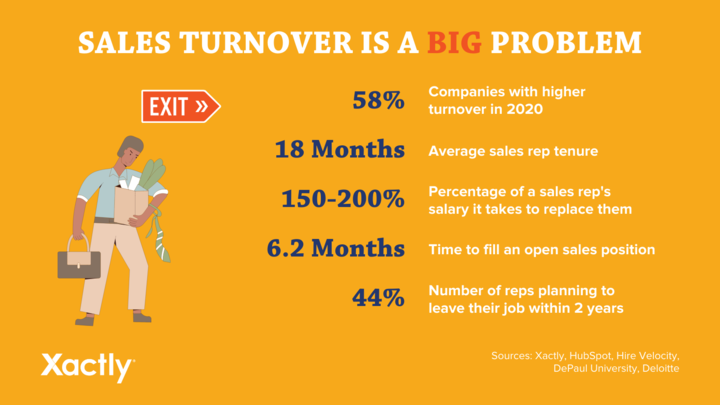 SALES TURNOVER IS A BIG PROBLEM
EXIT »
58%
Companies with higher
turnover in 2020
18 Months
Average sales rep tenure
150-200%
Percentage of a sales rep's
salary it takes to replace them
6.2 Months
Time to fill an open sales position
44%
Number of reps planning to
leave their job within 2 years
Xactly
Sources: Xactly, HubSpot, Hire Velocity,
DePaul University, Deloitte